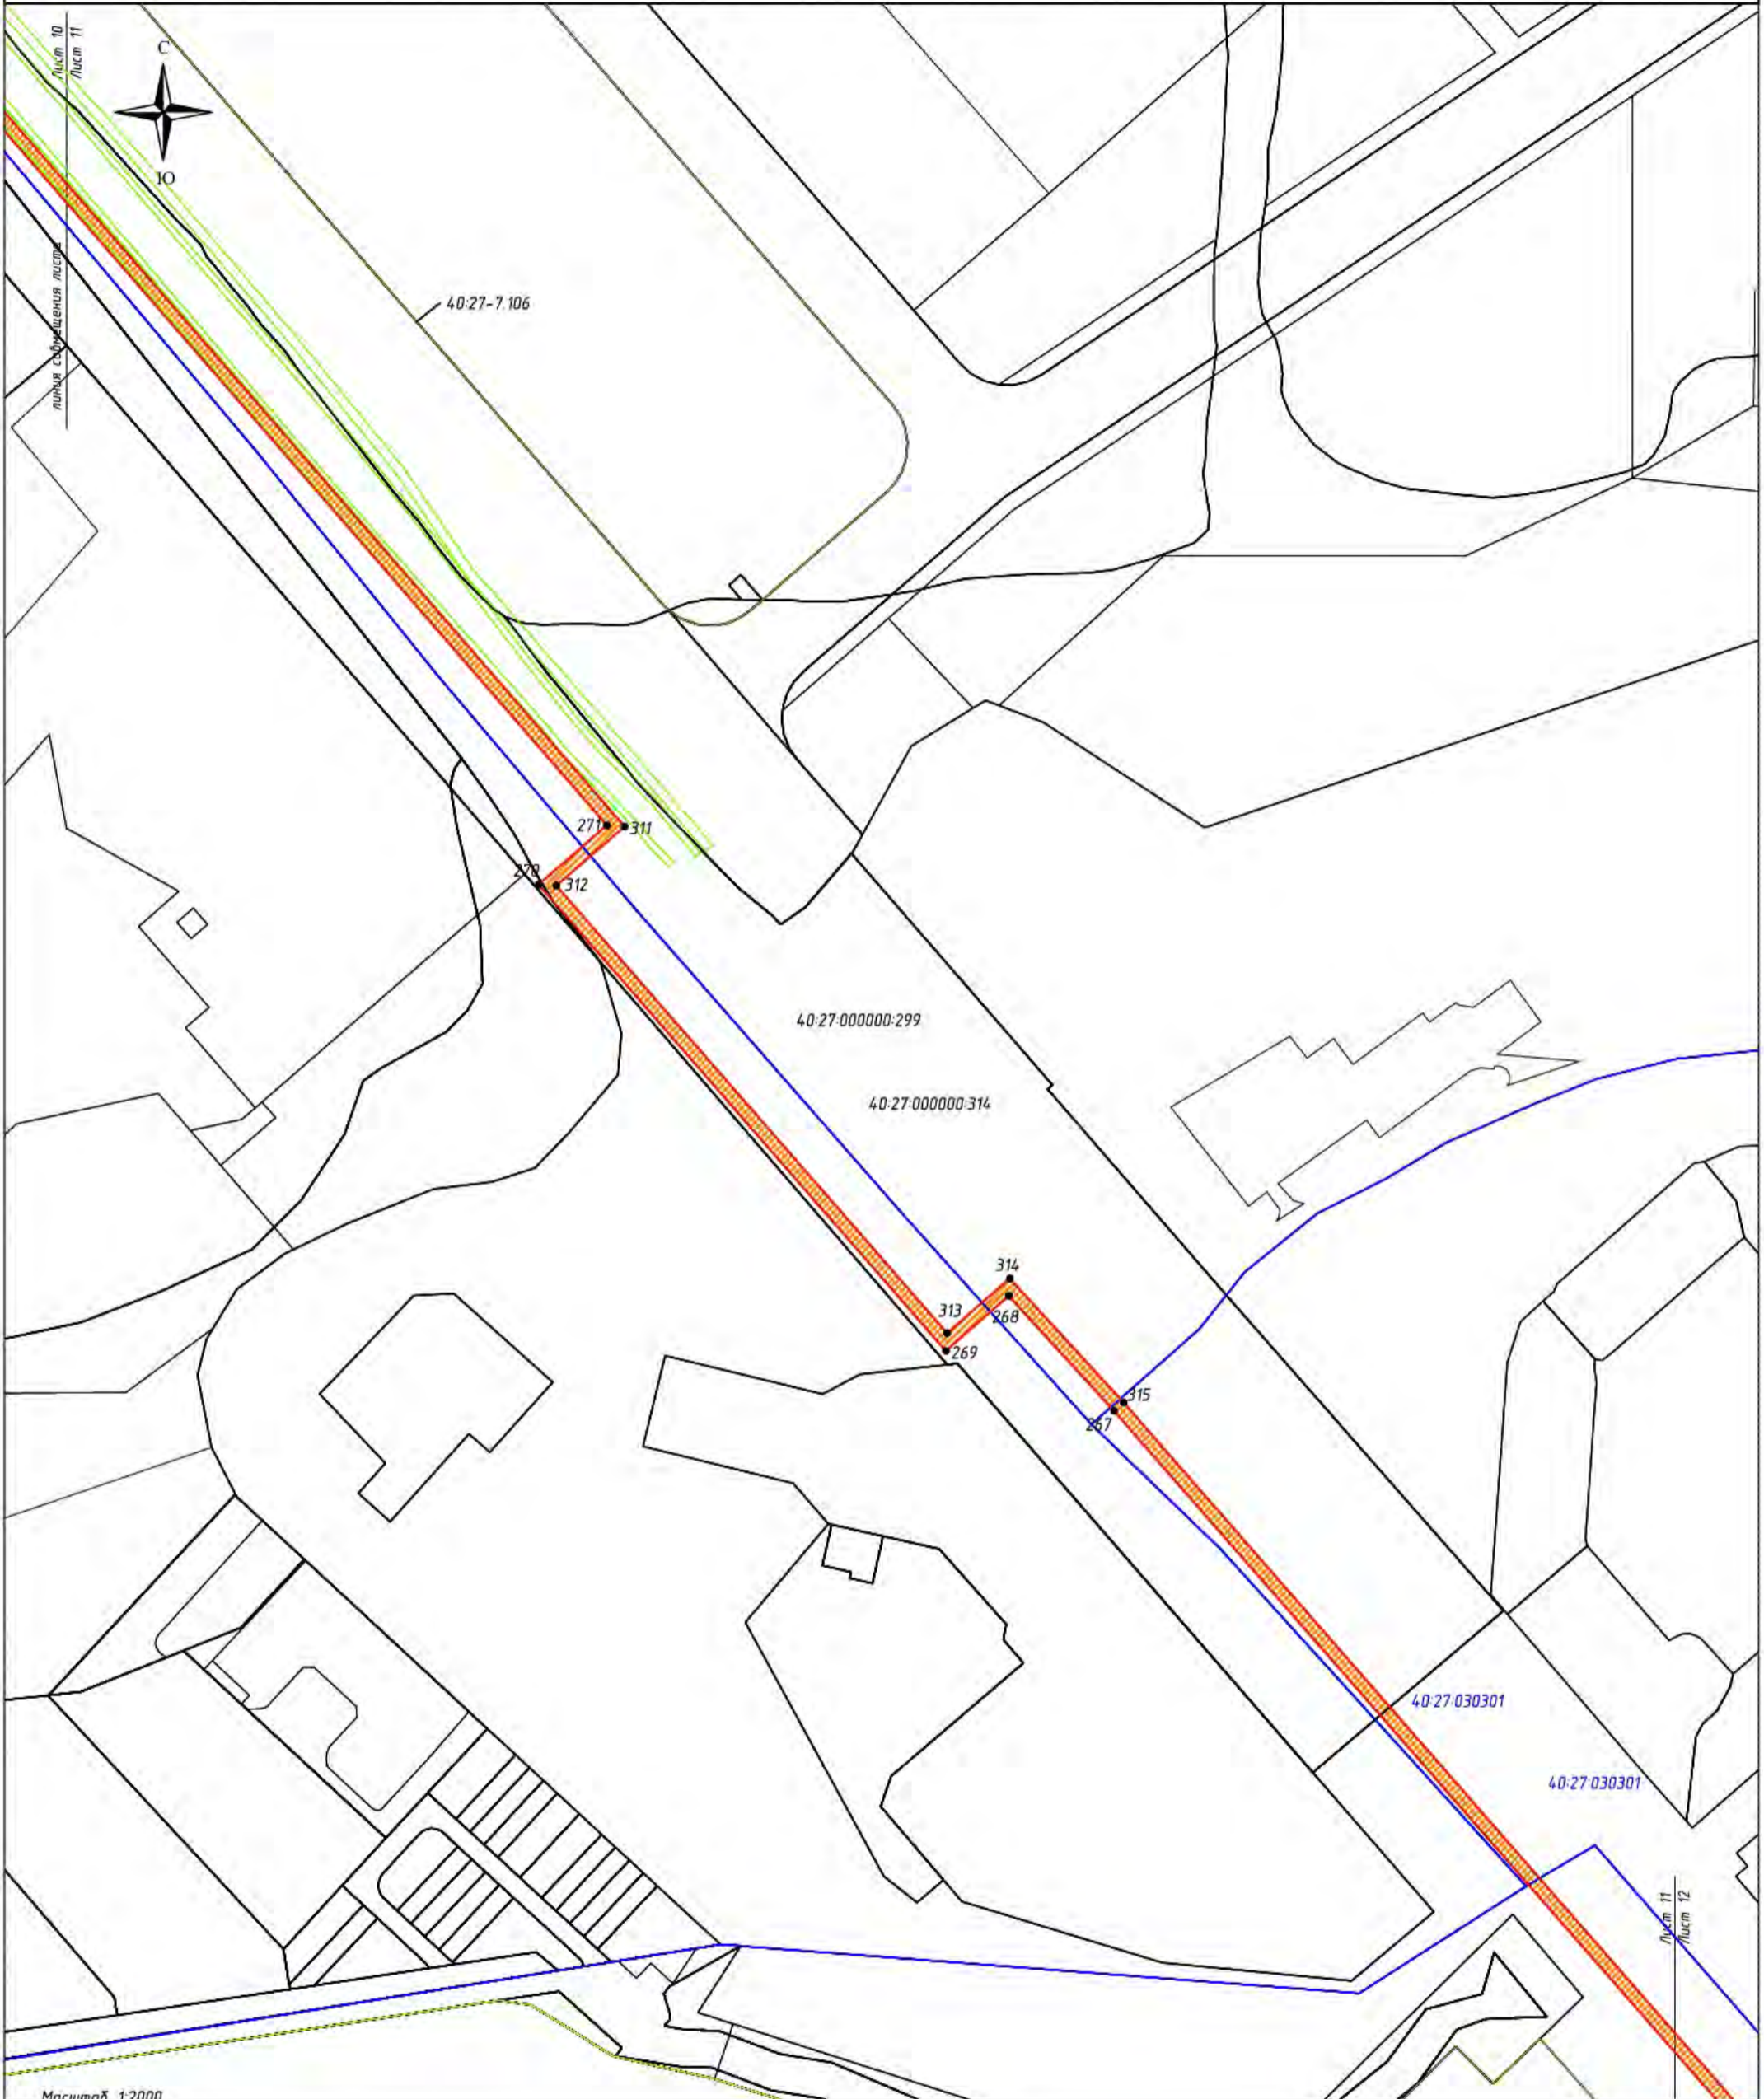 Лист 10
Лист 11
С
Ю
линия совмещения листа
40:27-7.106
271
311
270
312
40:27:000000:299
40:27:000000:314
314
313
268
269
315
267
40:27:030301
40:27:030301
Лист 11
Лист 12
Масштаб 1:2000